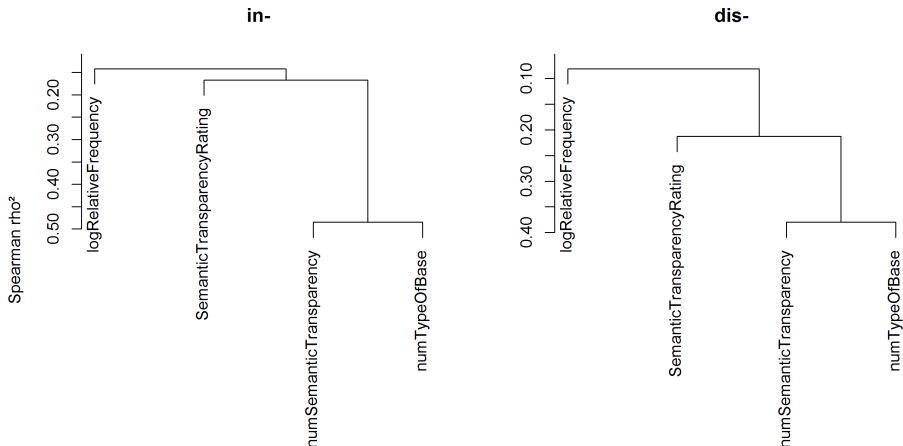 in-
dis-
Spearman rho²
0.20
0.30
0.40
0.50
logRelativeFrequency
SemanticTransparencyRating
numSemanticTransparency
numTypeOfBase
0.10
0.20
0.30
0.40
logRelativeFrequency
SemanticTransparencyRating
numSemanticTransparency
numTypeOfBase